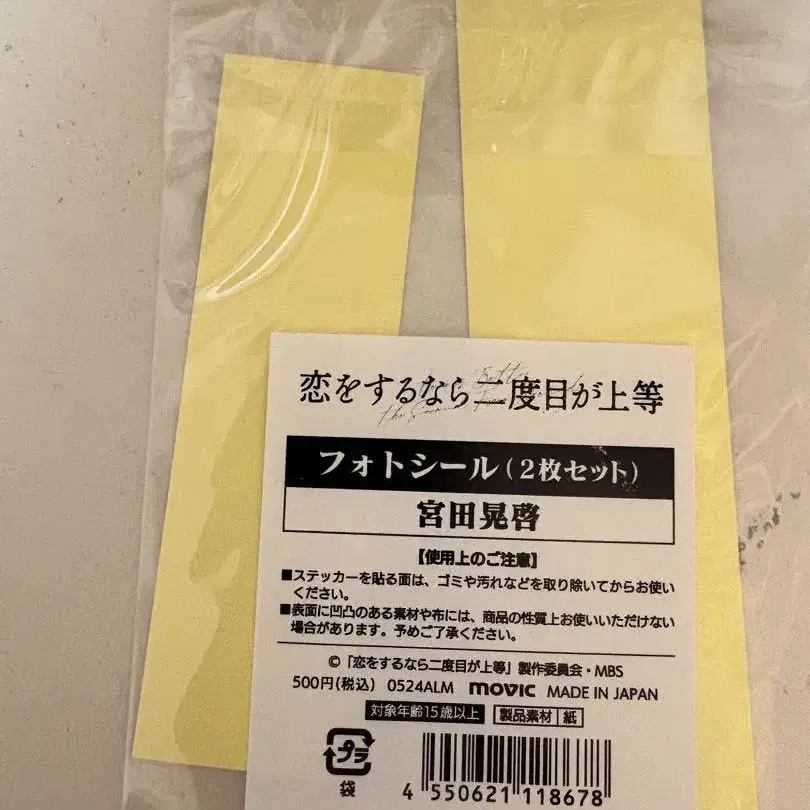 恋をするなら二度目が上等
フォトシール(2枚セット)
宮田晃啓
【使用上のご注意】
■ステッカーを貼る面は、ゴミや汚れなどを取り除いてからお使い
ください。
■表面に凹凸のある素材や布には、商品の性質上お使いいただけない
場合があります。予めご了承ください。
©「恋をするなら二度目が上等」製作委員会・MBS
500円(税込) 0524ALM movic MADE IN JAPAN
対象年齢15歳以上 製品素材 紙
プラ
袋
4 550621 118678